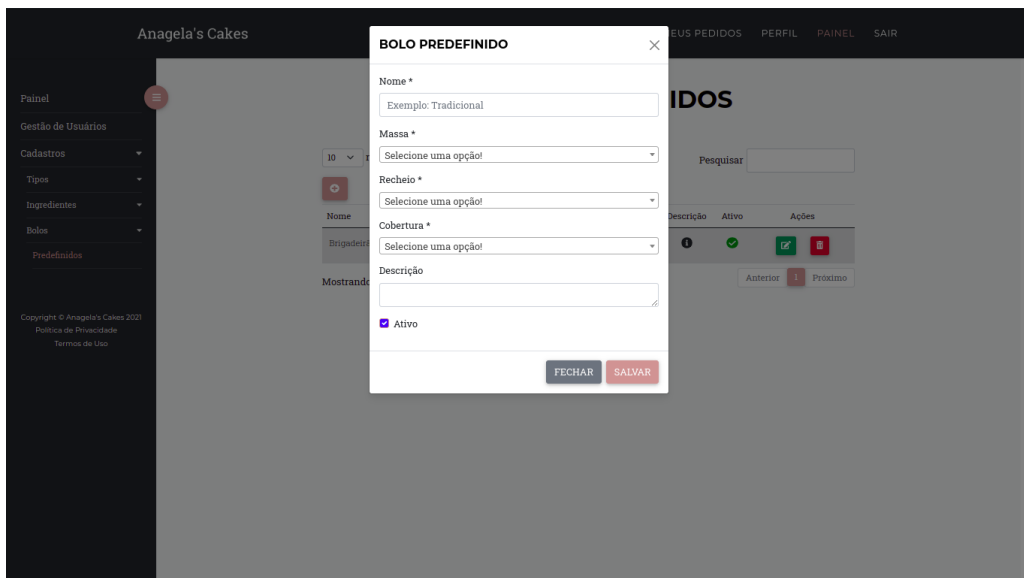 Anagela's Cakes
PEDIDOS PERFIL PAINEL SAIR
BOLO PREDEFINIDO
Nome *
Exemplo: Tradicional
Massa *
Selecione uma opção!
Recheio *
Selecione uma opção!
Cobertura *
Selecione uma opção!
Descrição
Ativo
FECHAR SALVAR
Painel
Gestão de Usuários
Cadastros
Tipos
Ingredientes
Bolos
Predefinidos
Copyright © Anagela's Cakes 2021
Política de Privacidade
Termos de Uso
IDOS
10
Pesquisar
Nome Descrição Ativo Ações
Mostrando
Anterior 1 Próximo